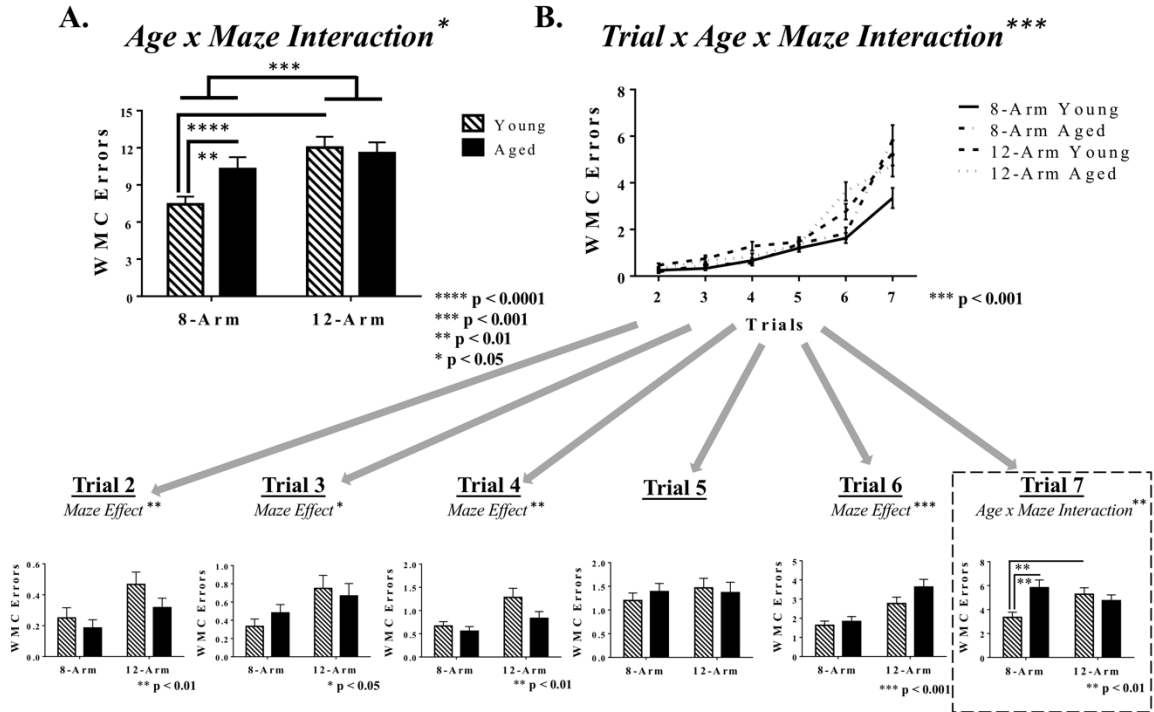 A.
Age x Maze Interaction*
***
15
12
9
6
3
0
WMC Errors
****
**
Young
Aged
8-Arm
12-Arm
**** p < 0.0001
*** p < 0.001
** p < 0.01
* p < 0.05
B.
Trial x Age x Maze Interaction***
8
6
4
2
0
WMC Errors
2 3 4 5 6 7
Trials
8-Arm Young
8-Arm Aged
12-Arm Young
12-Arm Aged
*** p < 0.001
Trial 2
Maze Effect**
0.6
0.4
0.2
0.0
WMC Errors
8-Arm 12-Arm
** p < 0.01
Trial 3
Maze Effect*
1.0
0.8
0.6
0.4
0.2
0.0
WMC Errors
8-Arm 12-Arm
* p < 0.05
Trial 4
Maze Effect**
2.0
1.5
1.0
0.5
0.0
WMC Errors
8-Arm 12-Arm
** p < 0.01
Trial 5
2.0
1.5
1.0
0.5
0.0
WMC Errors
8-Arm 12-Arm
Trial 6
Maze Effect***
5
4
3
2
1
0
WMC Errors
8-Arm 12-Arm
*** p < 0.001
Trial 7
Age x Maze Interaction**
8
6
4
2
0
WMC Errors
**
**
8-Arm 12-Arm
** p < 0.01